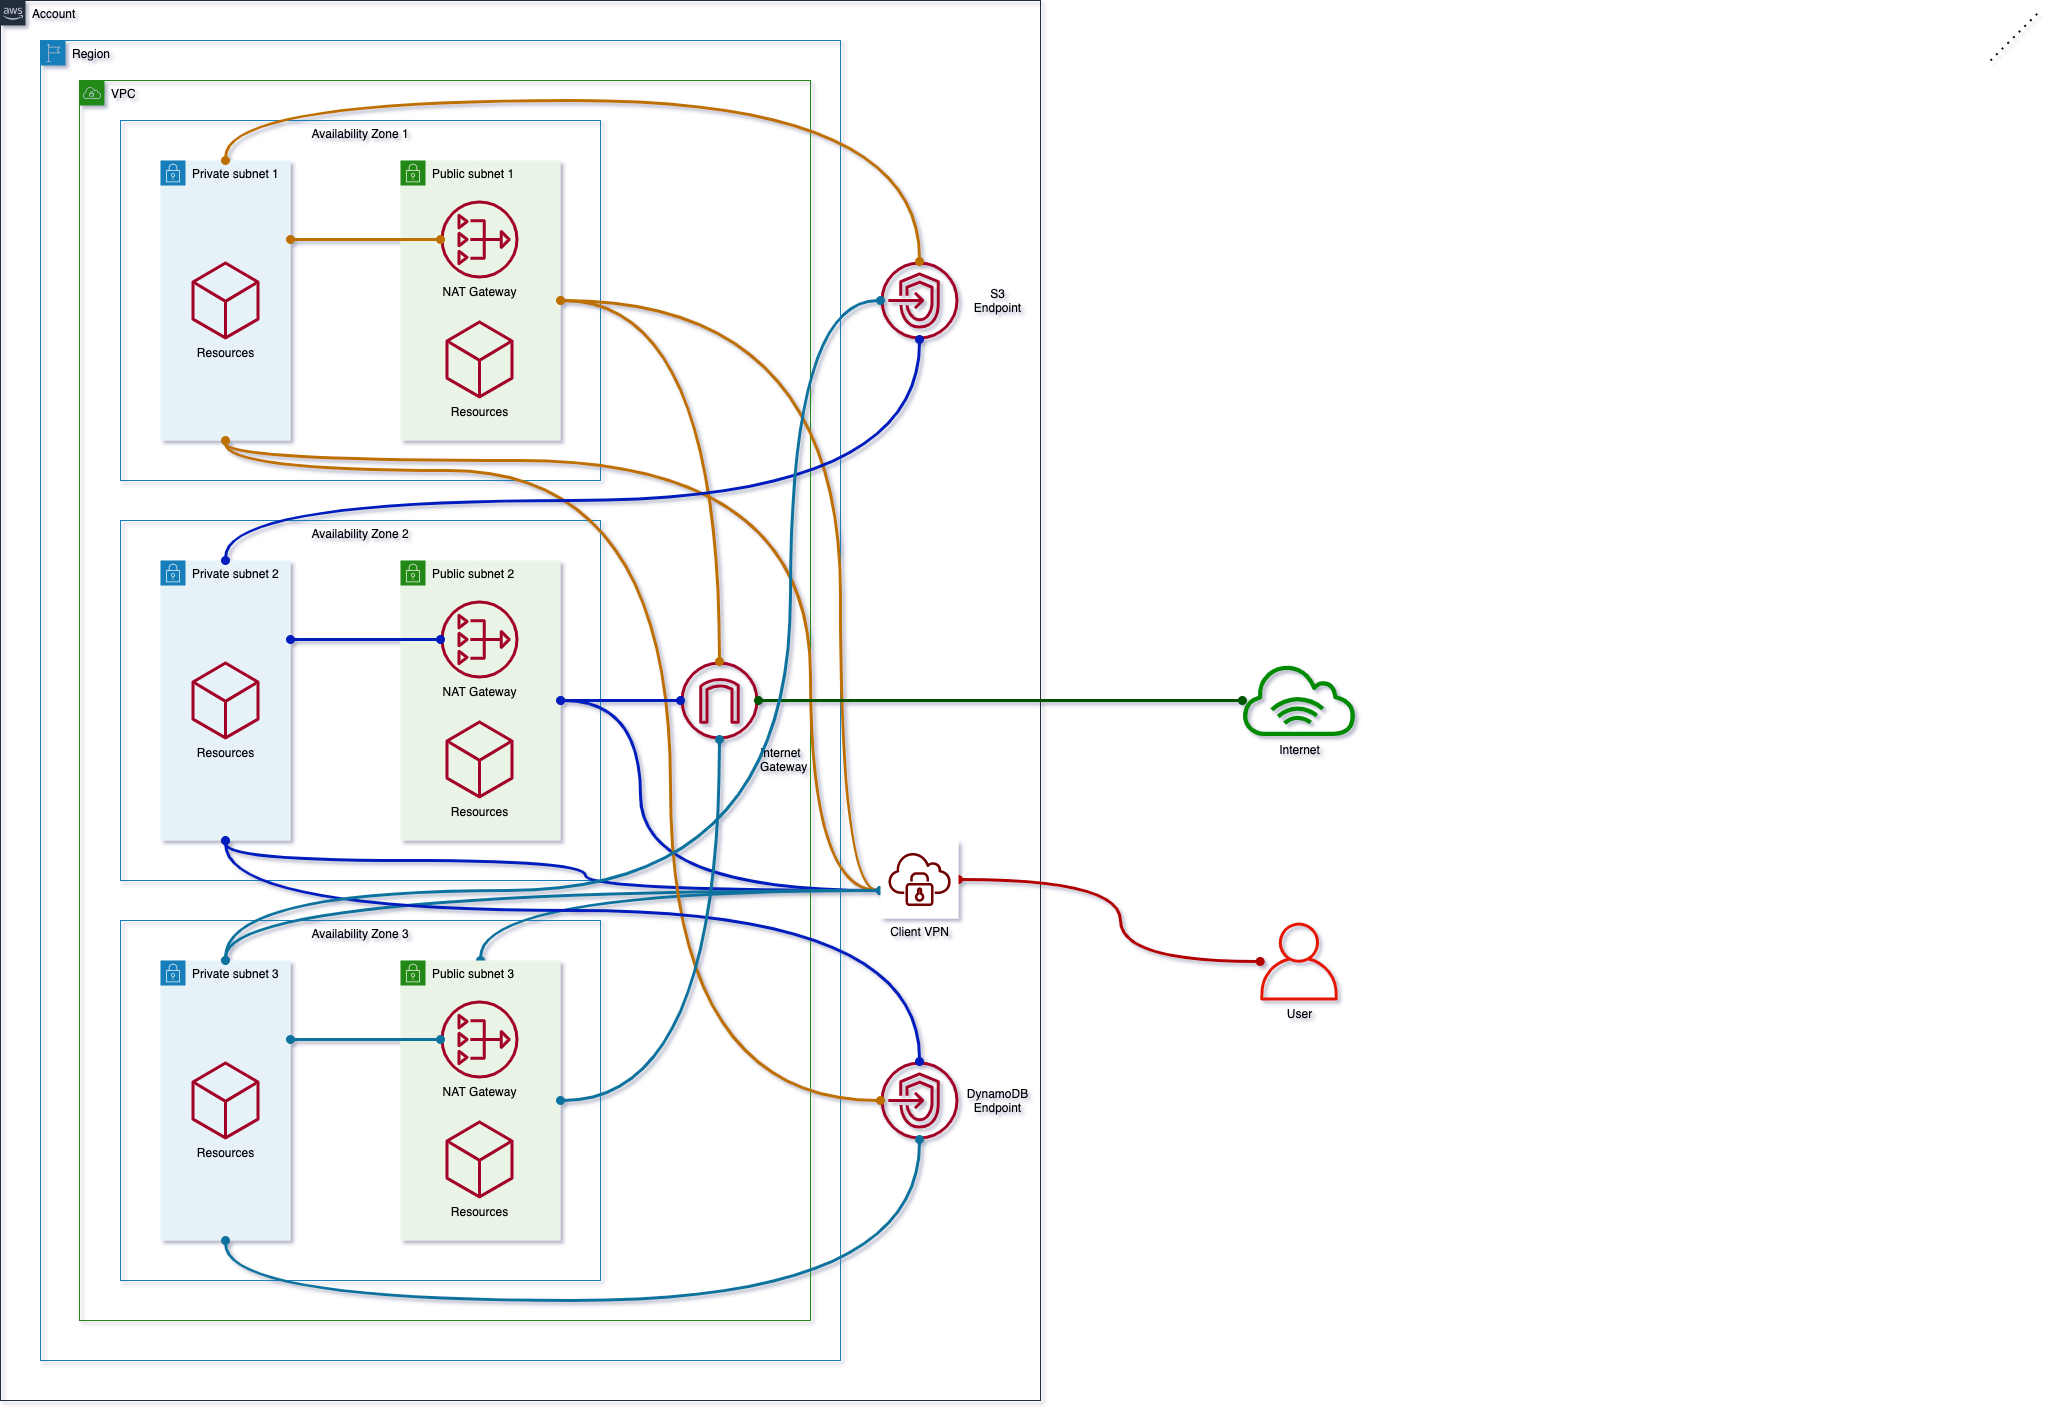 aws
Account
Region
VPC
Availability Zone 1
Private subnet 1
Public subnet 1
NAT Gateway
Resources
Resources
S3
Endpoint
Availability Zone 2
Private subnet 2
Public subnet 2
NAT Gateway
Resources
Resources
Internet
Gateway
Internet
Client VPN
Availability Zone 3
Private subnet 3
Public subnet 3
NAT Gateway
Resources
Resources
User
DynamoDB
Endpoint